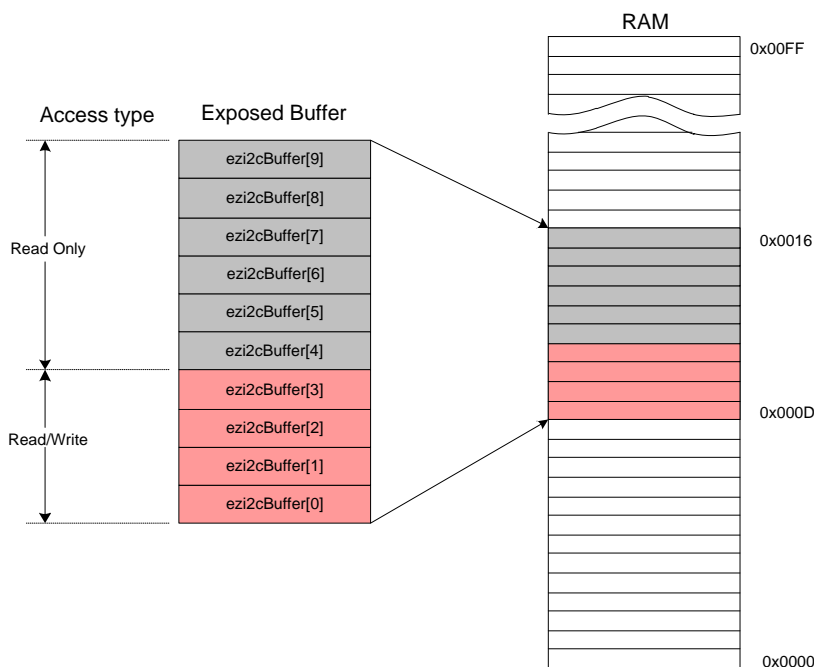 RAM
0x00FF
Access type
Exposed Buffer
ezi2cBuffer[9]
ezi2cBuffer[8]
ezi2cBuffer[7]
ezi2cBuffer[6]
ezi2cBuffer[5]
ezi2cBuffer[4]
ezi2cBuffer[3]
ezi2cBuffer[2]
ezi2cBuffer[1]
ezi2cBuffer[0]
Read Only
Read/Write
0x0016
0x000D
0x0000